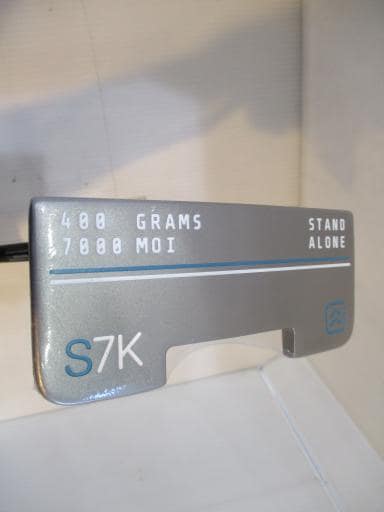 400 GRAMS STAND
7000 MOI ALONE
S7K